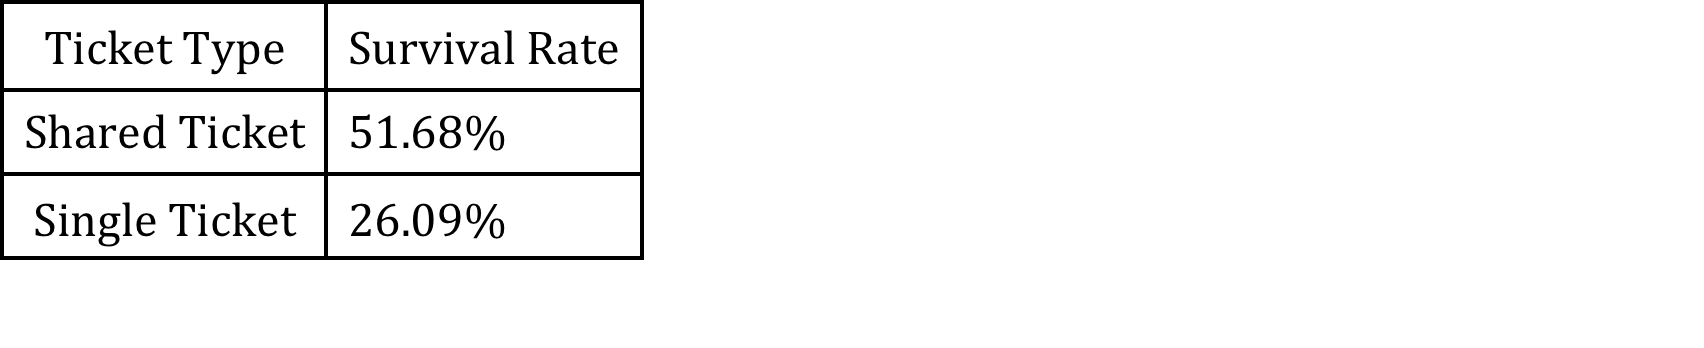 Ticket Type Survival Rate
Shared Ticket 51.68%
Single Ticket 26.09%